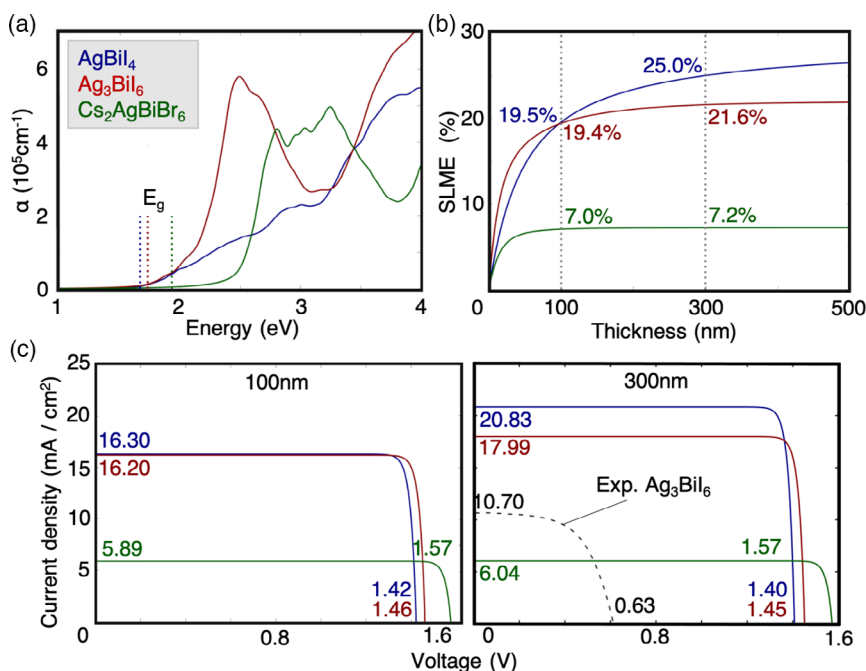 (a)
AgBiI₄
Ag₃BiI₆
Cs₂AgBiBr₆
E_g
α (10⁵cm⁻¹)
6
4
2
0
1
2
3
4
Energy (eV)
(b)
SLME (%)
30
20
10
0
19.5%
25.0%
19.4%
21.6%
7.0%
7.2%
100
300
500
Thickness (nm)
(c)
Current density (mA / cm²)
25
20
15
10
5
0
100nm
16.30
16.20
5.89
1.57
1.42
1.46
0.8
1.6
300nm
20.83
17.99
Exp. Ag₃BiI₆
10.70
1.57
6.04
1.40
0.63
1.45
0
0.8
1.6
Voltage (V)